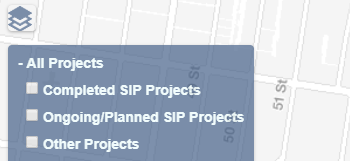 - All Projects
Completed SIP Projects
Ongoing/Planned SIP Projects
Other Projects
St
50
51 St